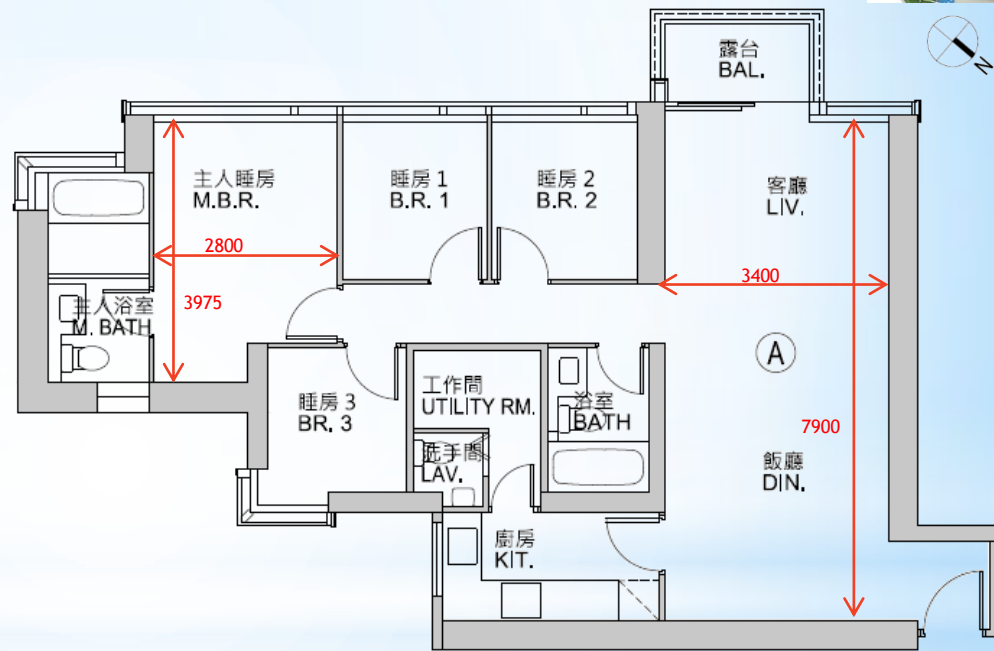 露台
BAL.
N
主人睡房
M.B.R.
睡房 1
B.R. 1
睡房 2
B.R. 2
客廳
LIV.
2800
3400
3975
主人浴室
M. BATH
A
睡房 3
BR. 3
工作間
UTILITY RM.
浴室
BATH
7900
洗手間
LAV.
飯廳
DIN.
廚房
KIT.